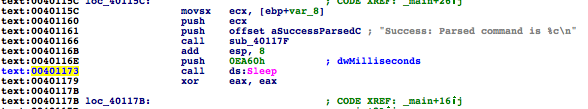 text:0040115C loc_40115C: ; CODE XREF: _main+26↑j
text:0040115C movsx ecx, [ebp+var_8]
text:00401160 push ecx
text:00401161 push offset aSuccessParsedC ; "Success: Parsed command is %c\n"
text:00401166 call sub_40117F
text:0040116B add esp, 8
text:0040116E push 0EA60h ; dwMilliseconds
text:00401173 call ds:Sleep
text:00401179 xor eax, eax
text:0040117B
text:0040117B loc_40117B: ; CODE XREF: _main+16↑j